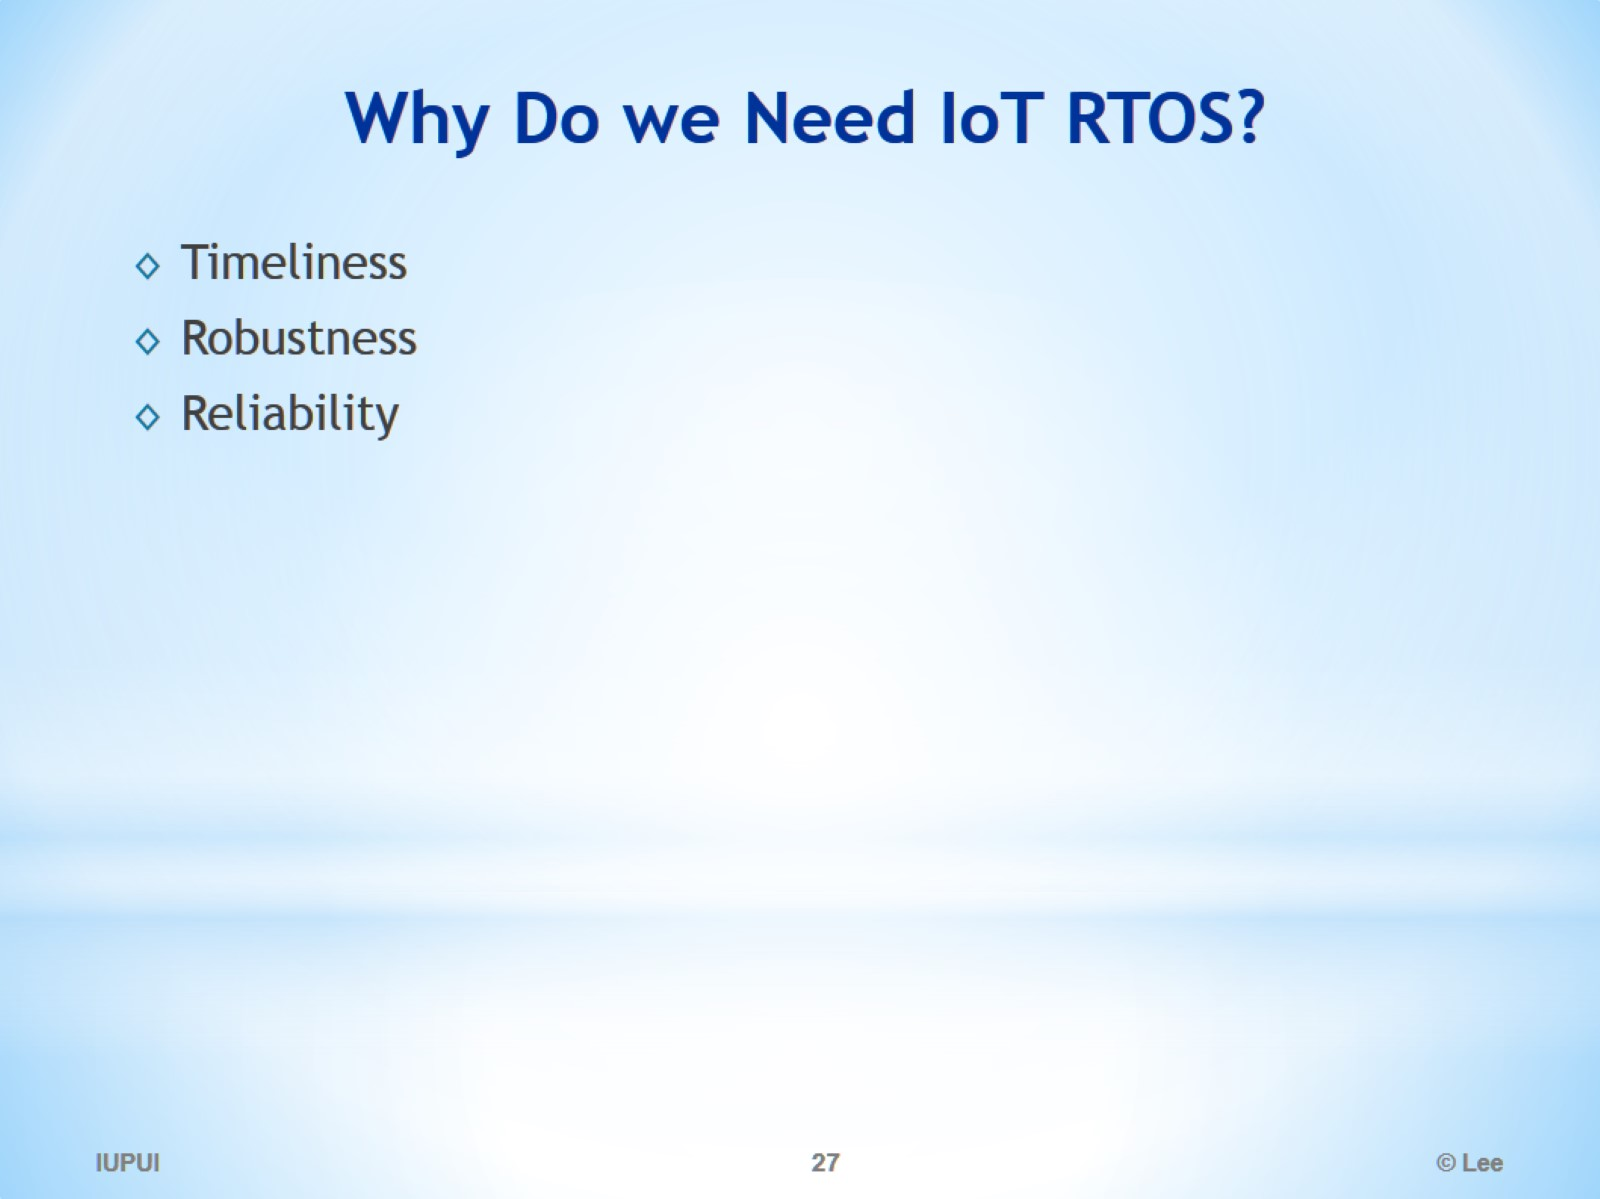 Why Do we Need IoT RTOS?
◇ Timeliness
◇ Robustness
◇ Reliability
IUPUI 27 © Lee